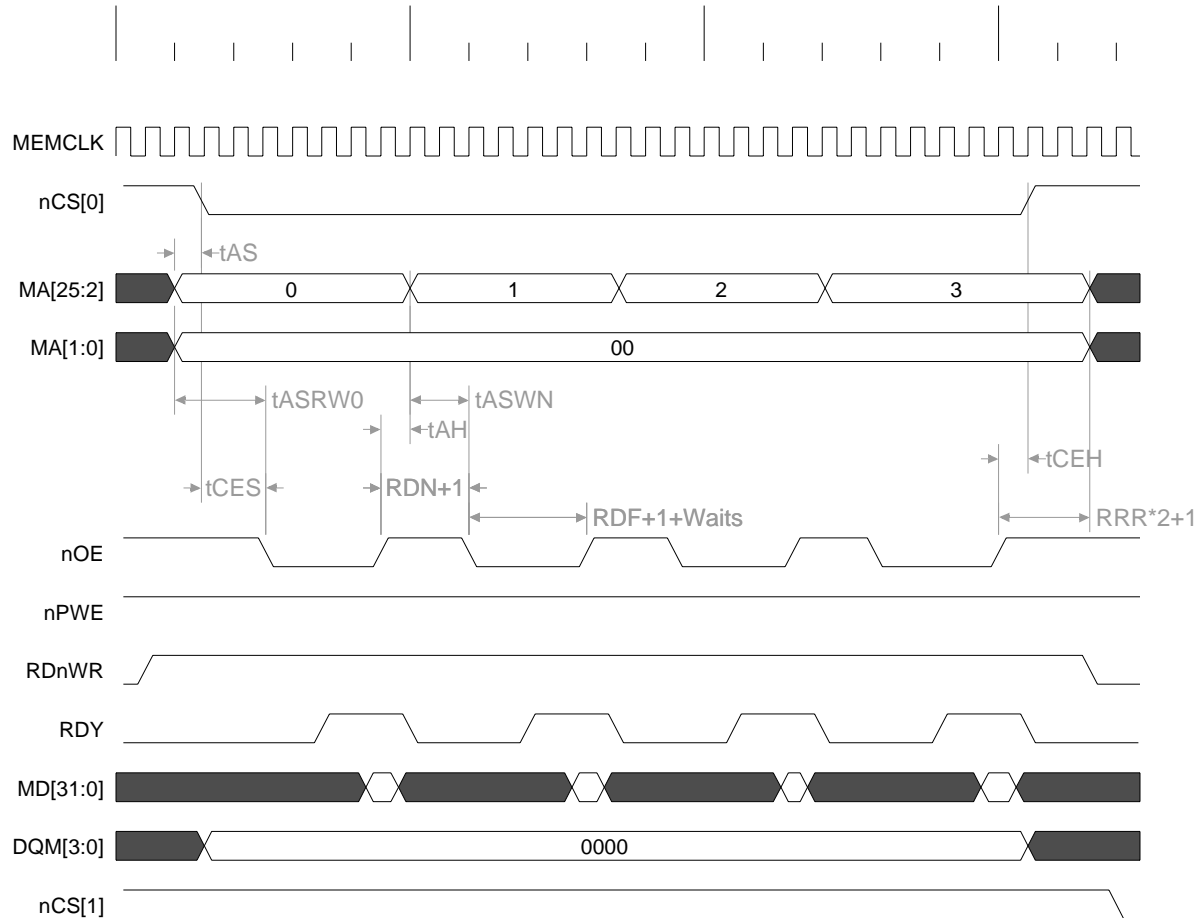 MEMCLK
nCS[0]
tAS
MA[25:2] 0 1 2 3
MA[1:0] 00
tASRW0 tASWN
tAH
tCEH
tCES RDN+1
RDF+1+Waits RRR*2+1
nOE
nPWE
RDnWR
RDY
MD[31:0]
DQM[3:0] 0000
nCS[1]